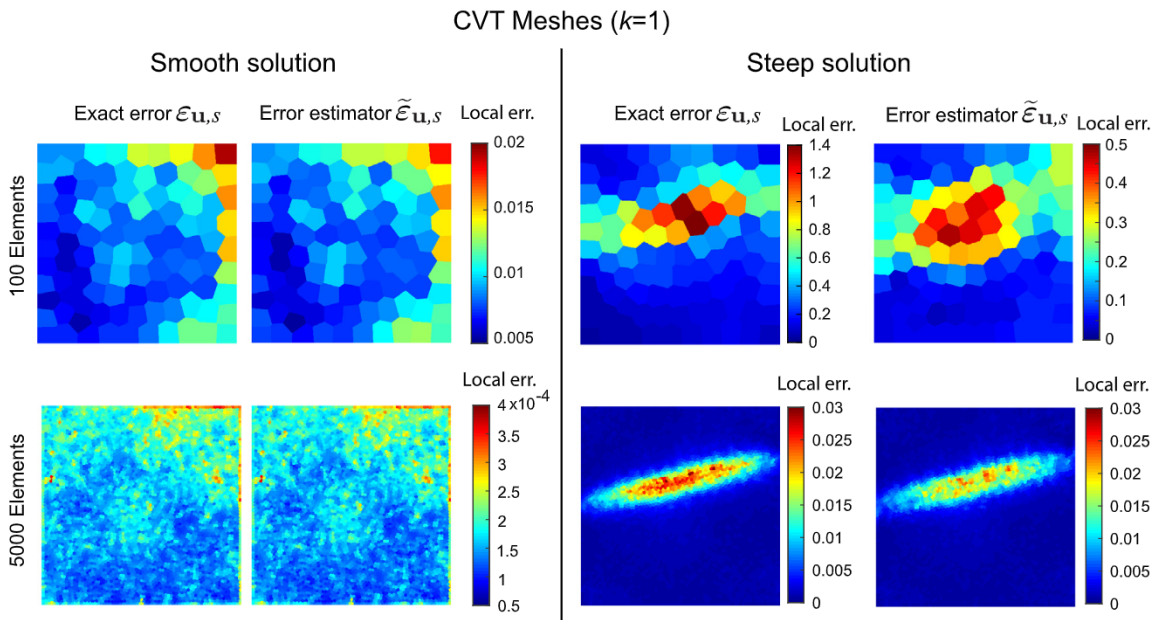 CVT Meshes (k=1)
Smooth solution
Steep solution
Exact error ε𝐮,s
Error estimator ε̃𝐮,s
Local err.
Exact error ε𝐮,s
Local err.
Error estimator ε̃𝐮,s
Local err.
100 Elements
0.02
0.015
0.01
0.005
1.4
1.2
1.0
0.8
0.6
0.4
0.2
0
0.5
0.4
0.3
0.2
0.1
0
5000 Elements
Local err.
4×10-4
3.5
3
2.5
2
1.5
1
0.5
Local err.
0.03
0.025
0.02
0.015
0.01
0.005
0
Local err.
0.03
0.025
0.02
0.015
0.01
0.005
0